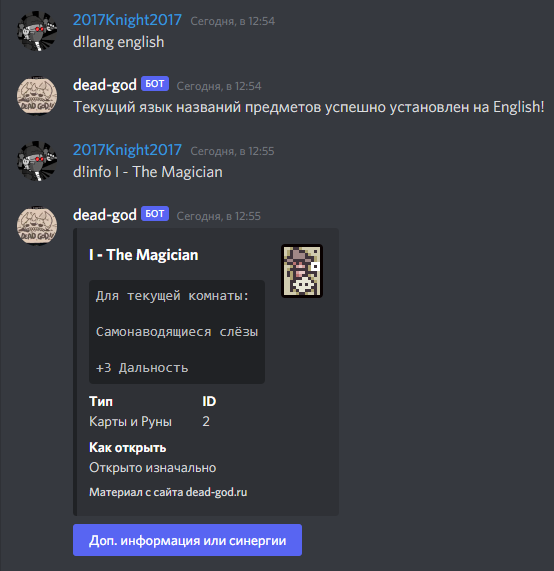 2017Knight2017 Сегодня, в 12:54
d!lang english
dead-god БОТ Сегодня, в 12:54
Текущий язык названий предметов успешно установлен на English!
2017Knight2017 Сегодня, в 12:55
d!info I - The Magician
dead-god БОТ Сегодня, в 12:55
I - The Magician
Для текущей комнаты:
Самонаводящиеся слёзы
+3 Дальность
Тип ID
Карты и Руны 2
Как открыть
Открыто изначально
Материал с сайта dead-god.ru
Доп. информация или синергии